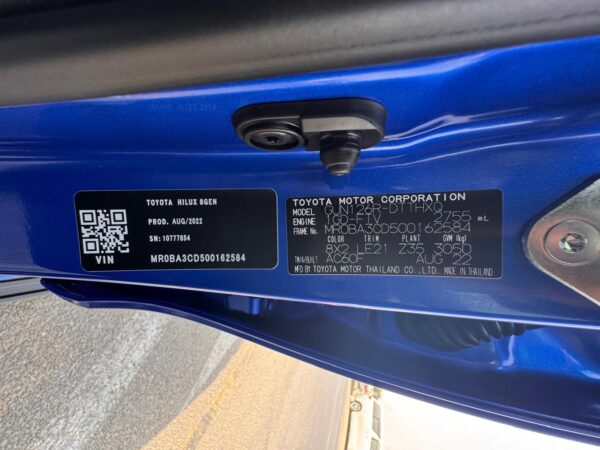 TOYOTA HILUX 8GEN
PROD. AUG/2022
SN: 10777854
VIN
MR0BA3CD500162584
TOYOTA MOTOR CORPORATION
MODEL GUN126R-DTTHXQ
ENGINE 1GD-FTV 2755 mL
FRAME No. MR0BA3CD500162584
COLOR TRIM PLANT GVM (kg)
8X2 LE21 Z35 3050
TMA/BUILT AC60F AUG 22
MFD BY TOYOTA MOTOR THAILAND CO.,LTD. MADE IN THAILAND